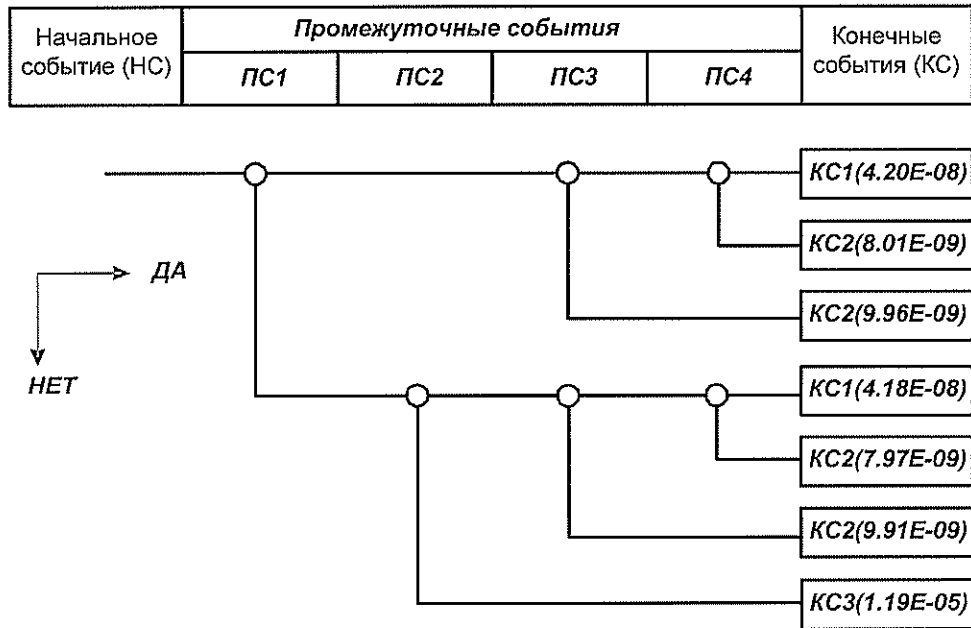 Начальное
событие (НС)
Промежуточные события
ПС1 ПС2 ПС3 ПС4
Конечные
события (КС)
КС1(4.20E-08)
КС2(8.01E-09)
ДА
КС2(9.96E-09)
НЕТ
КС1(4.18E-08)
КС2(7.97E-09)
КС2(9.91E-09)
КС3(1.19E-05)